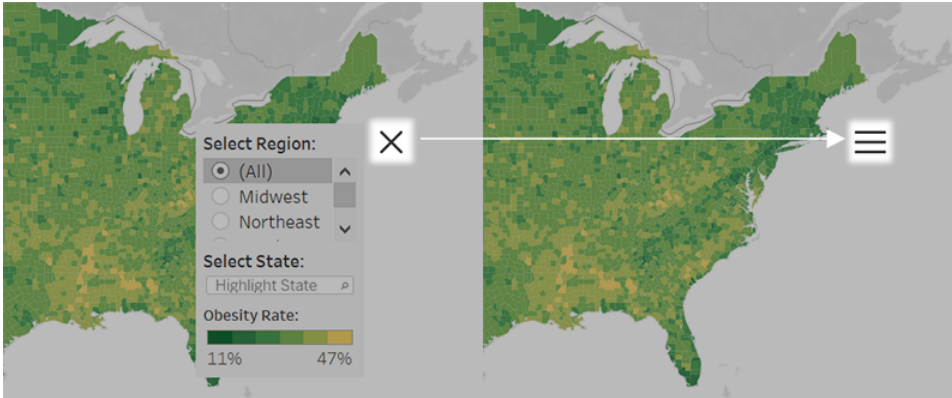 Select Region:
(All)
Midwest
Northeast
Select State:
Highlight State
Obesity Rate:
11% 47%